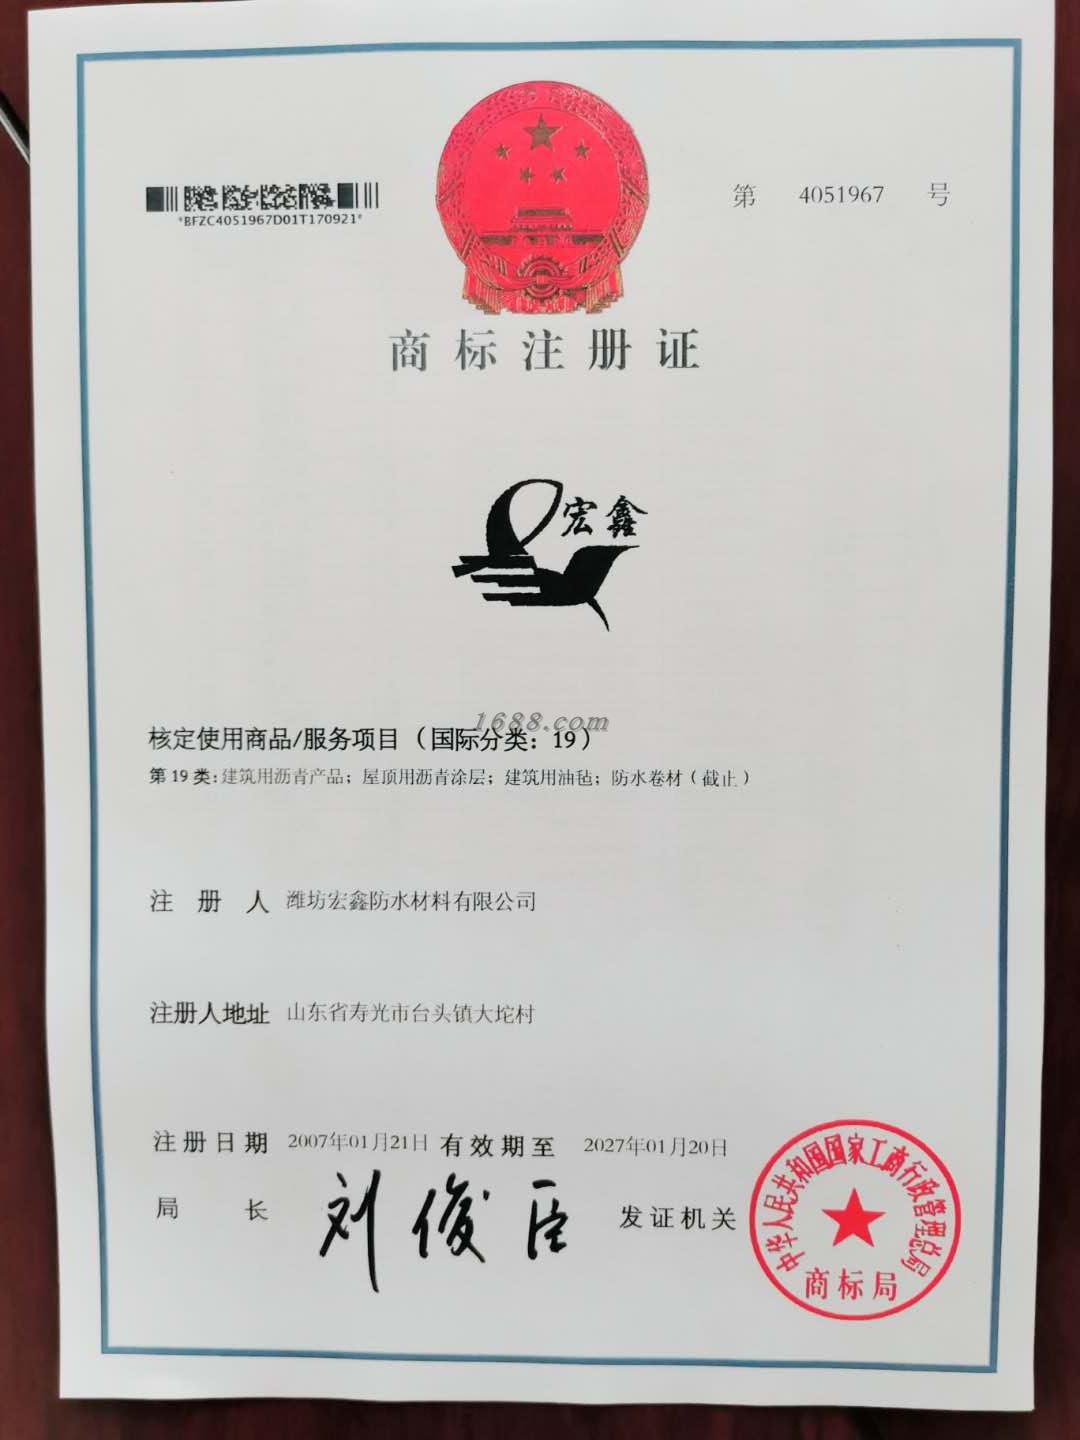 第 4051967 号
*BFZC4051967D01T170921*
商标注册证
宏鑫
1688.com
核定使用商品/服务项目（国际分类：19）
第19类：建筑用沥青产品；屋顶用沥青涂层；建筑用油毡；防水卷材（截止）
注册人 潍坊宏鑫防水材料有限公司
注册人地址 山东省寿光市台头镇大坨村
注册日期 2007年01月21日 有效期至 2027年01月20日
局长 刘俊臣 发证机关
中华人民共和国国家工商行政管理总局
商标局